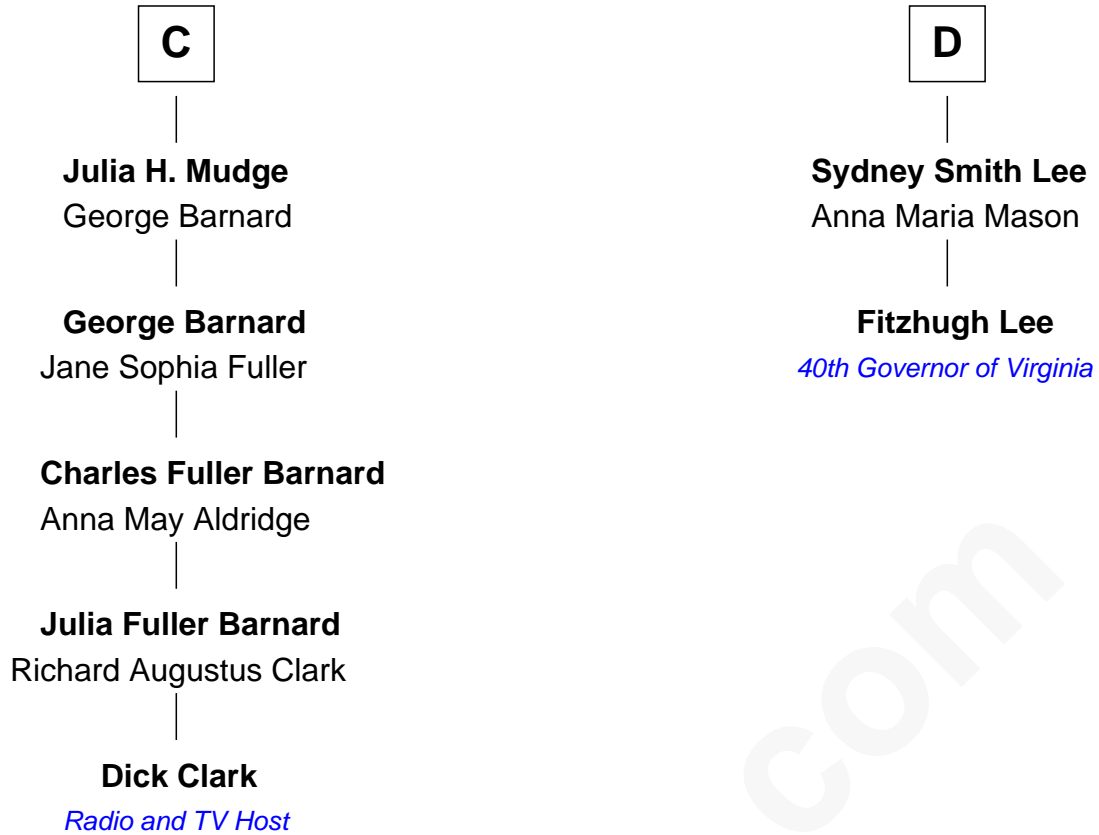 C
Julia H. Mudge
George Barnard
George Barnard
Jane Sophia Fuller
Charles Fuller Barnard
Anna May Aldridge
Julia Fuller Barnard
Richard Augustus Clark
Dick Clark
Radio and TV Host
D
Sydney Smith Lee
Anna Maria Mason
Fitzhugh Lee
40th Governor of Virginia
com